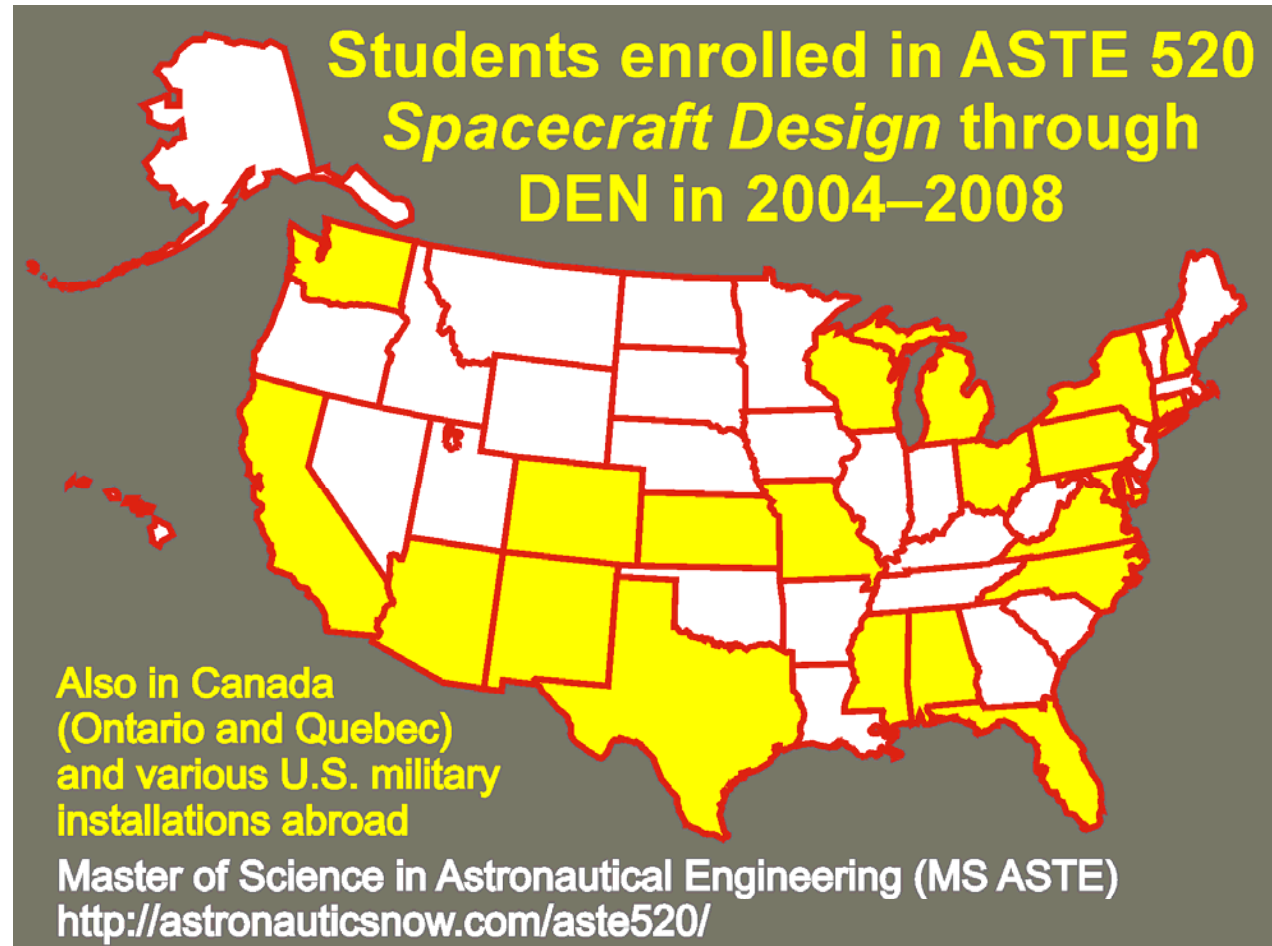 Students enrolled in ASTE 520
Spacecraft Design through
DEN in 2004–2008
Also in Canada
(Ontario and Quebec)
and various U.S. military
installations abroad
Master of Science in Astronautical Engineering (MS ASTE)
http://astronauticsnow.com/aste520/